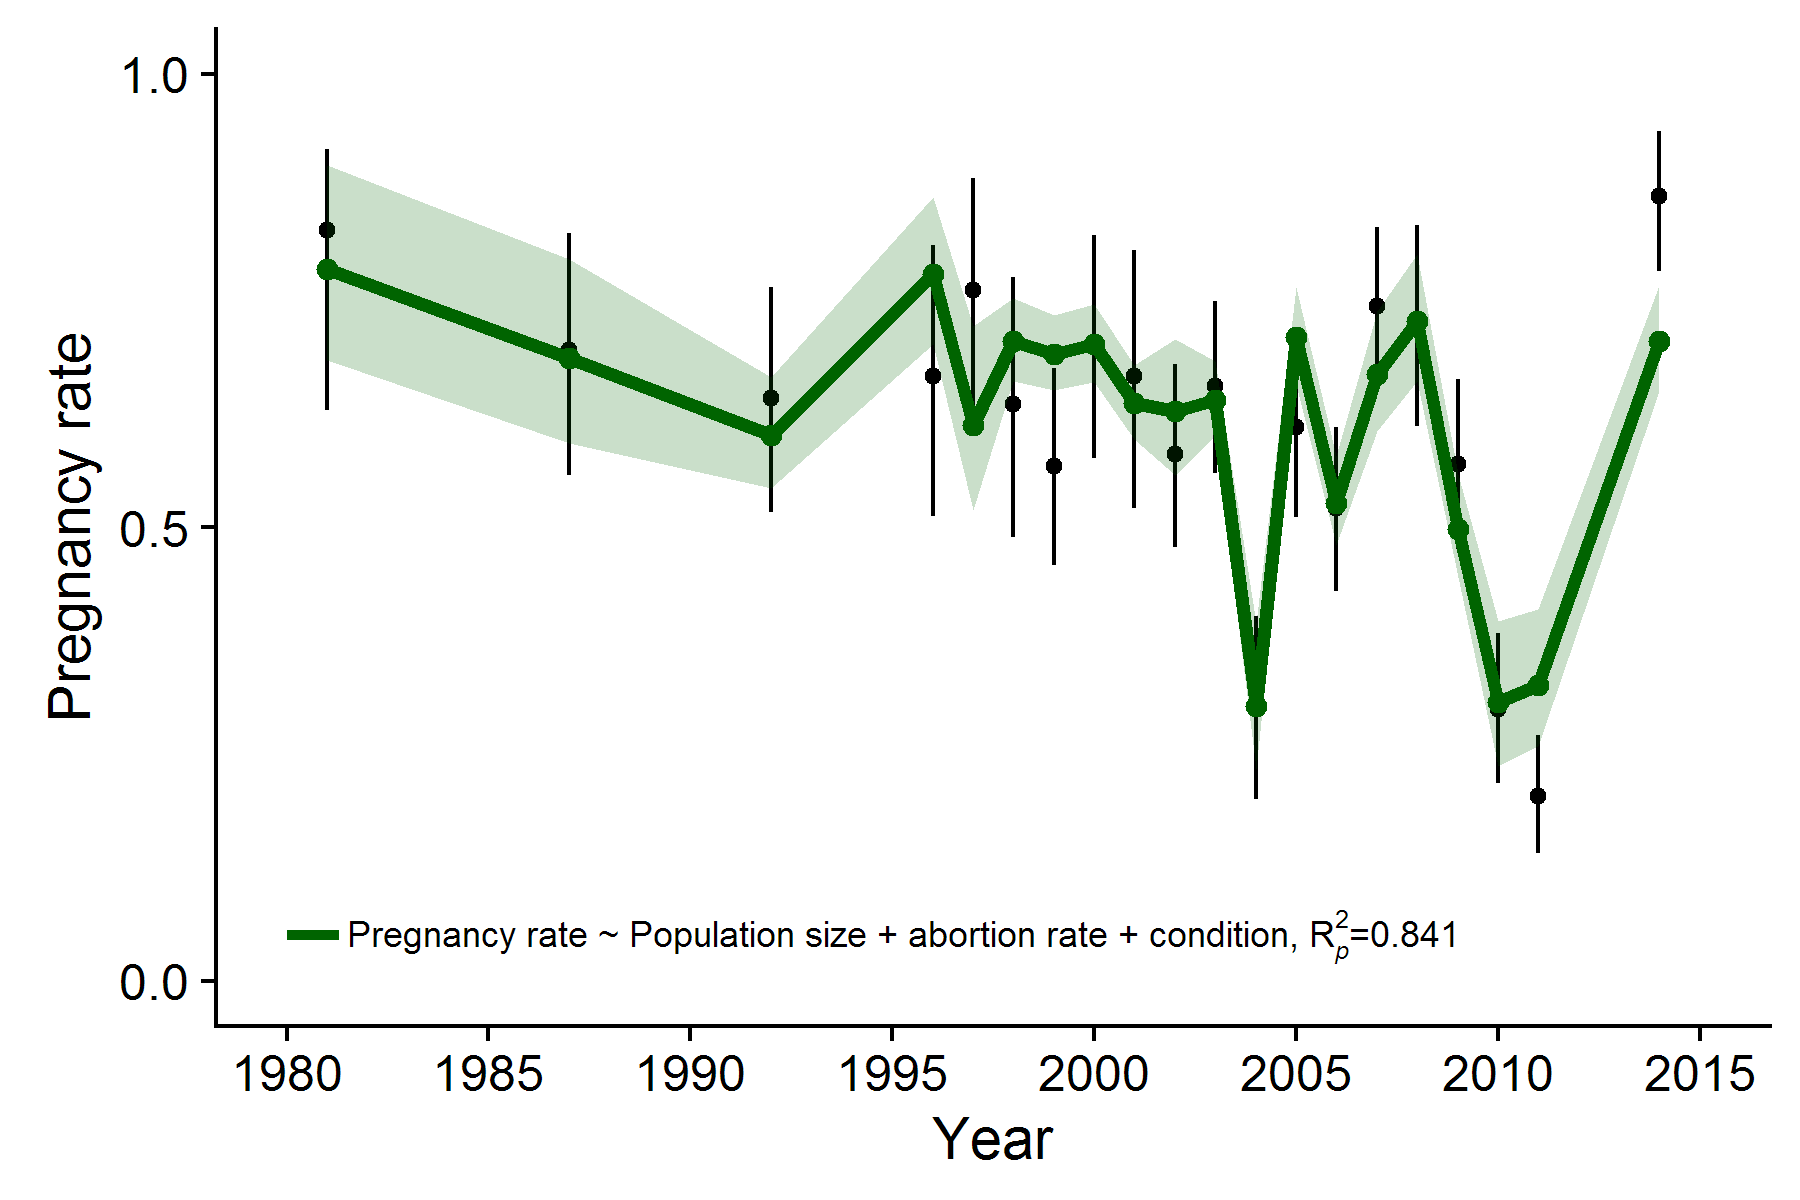 1.0
0.5
0.0
Pregnancy rate
Pregnancy rate ~ Population size + abortion rate + condition, R²ₚ=0.841
1980 1985 1990 1995 2000 2005 2010 2015
Year